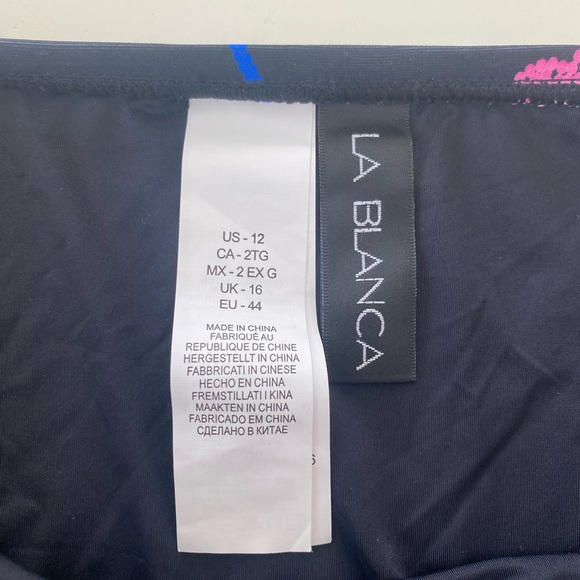 US - 12
CA - 2TG
MX - 2 EX G
UK - 16
EU - 44
MADE IN CHINA
FABRIQUÉ AU
REPUBLIQUE DE CHINE
HERGESTELLT IN CHINA
FABBRICATI IN CINESE
HECHO EN CHINA
FREMSTILLATI I KINA
MAAKTEN IN CHINA
FABRICADO EM CHINA
СДЕЛАНО В КИТАЕ
LA BLANCA